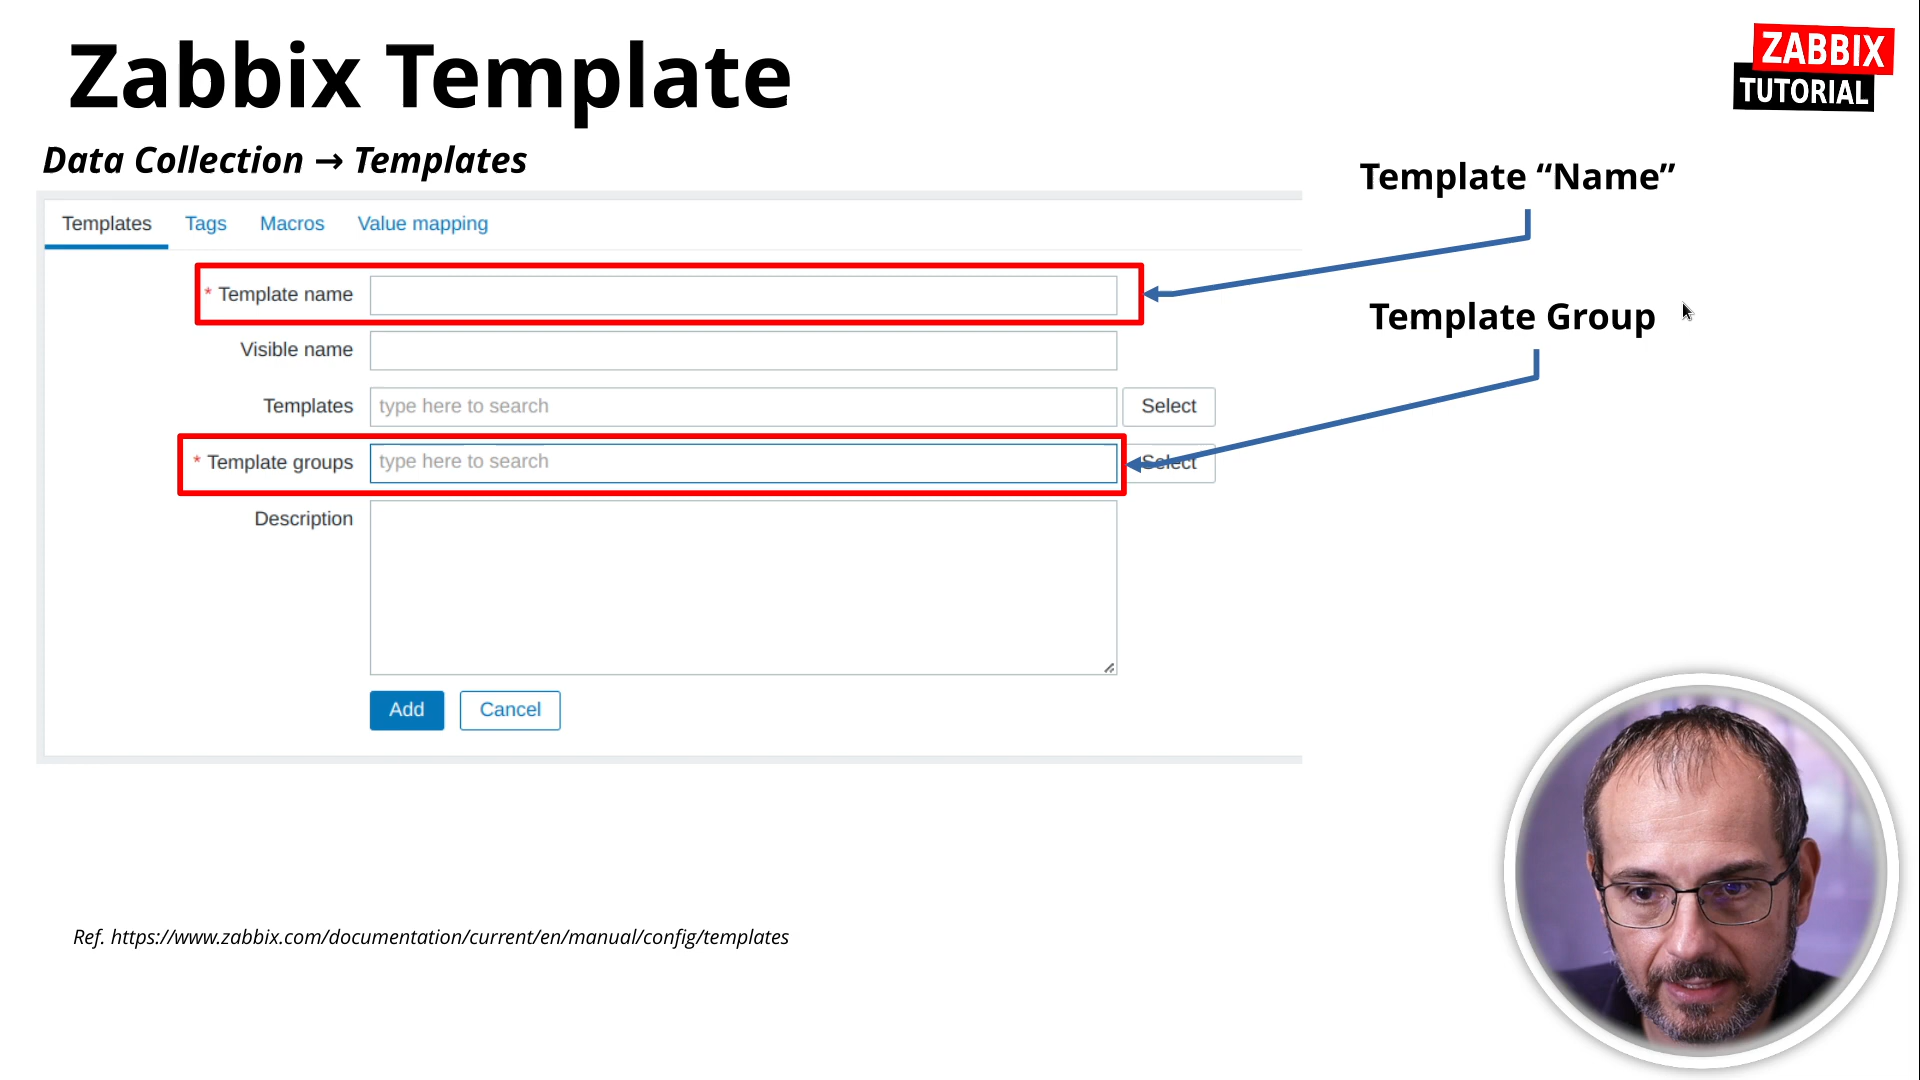 Zabbix Template
ZABBIX
TUTORIAL
Data Collection → Templates
Template “Name”
Templates Tags Macros Value mapping
* Template name
Template Group
Visible name
Templates type here to search Select
* Template groups type here to search Select
Description
Add Cancel
Ref. https://www.zabbix.com/documentation/current/en/manual/config/templates